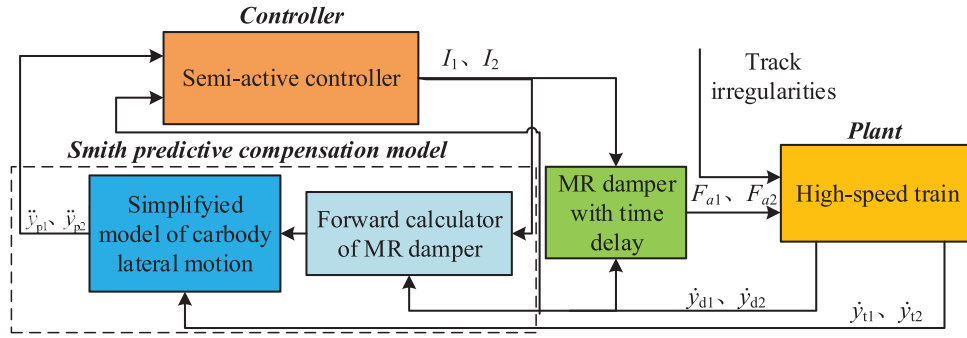 Controller
Semi-active controller
I1、I2
Track
irregularities
Plant
Smith predictive compensation model
ÿp1、ÿp2
Simplifyied
model of carbody
lateral motion
Forward calculator
of MR damper
MR damper
with time
delay
Fa1、Fa2
High-speed train
ẏd1、ẏd2
ẏt1、ẏt2